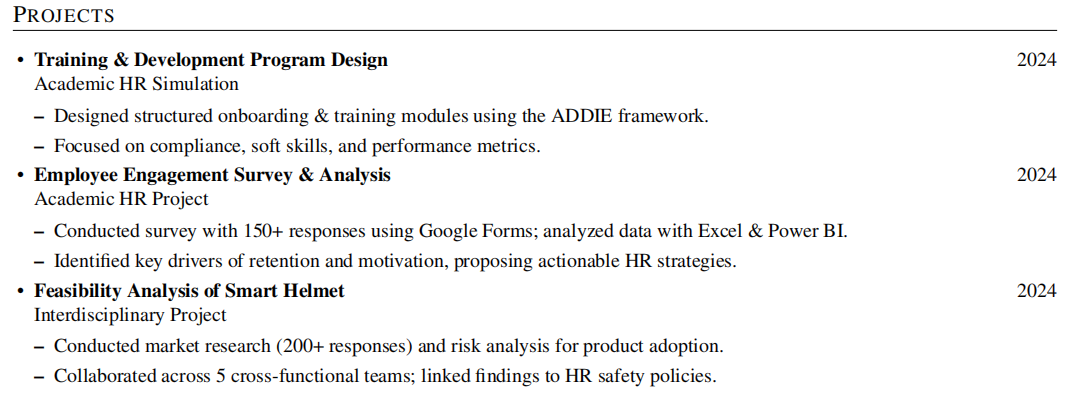 PROJECTS
• Training & Development Program Design 2024
Academic HR Simulation
– Designed structured onboarding & training modules using the ADDIE framework.
– Focused on compliance, soft skills, and performance metrics.
• Employee Engagement Survey & Analysis 2024
Academic HR Project
– Conducted survey with 150+ responses using Google Forms; analyzed data with Excel & Power BI.
– Identified key drivers of retention and motivation, proposing actionable HR strategies.
• Feasibility Analysis of Smart Helmet 2024
Interdisciplinary Project
– Conducted market research (200+ responses) and risk analysis for product adoption.
– Collaborated across 5 cross-functional teams; linked findings to HR safety policies.